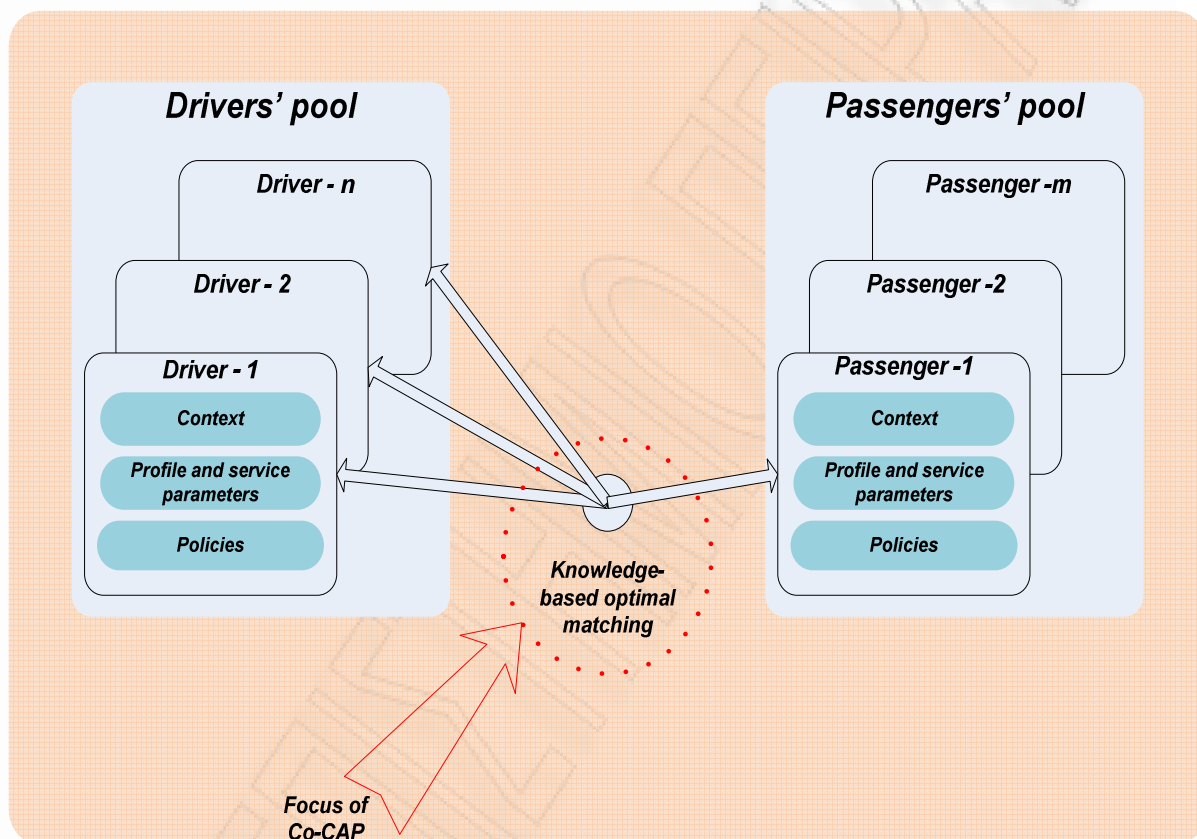 Drivers’ pool
Driver - n
Driver - 2
Driver - 1
Context
Profile and service
parameters
Policies
Passengers’ pool
Passenger -m
Passenger -2
Passenger -1
Context
Profile and service
parameters
Policies
Knowledge-
based optimal
matching
Focus of
Co-CAP